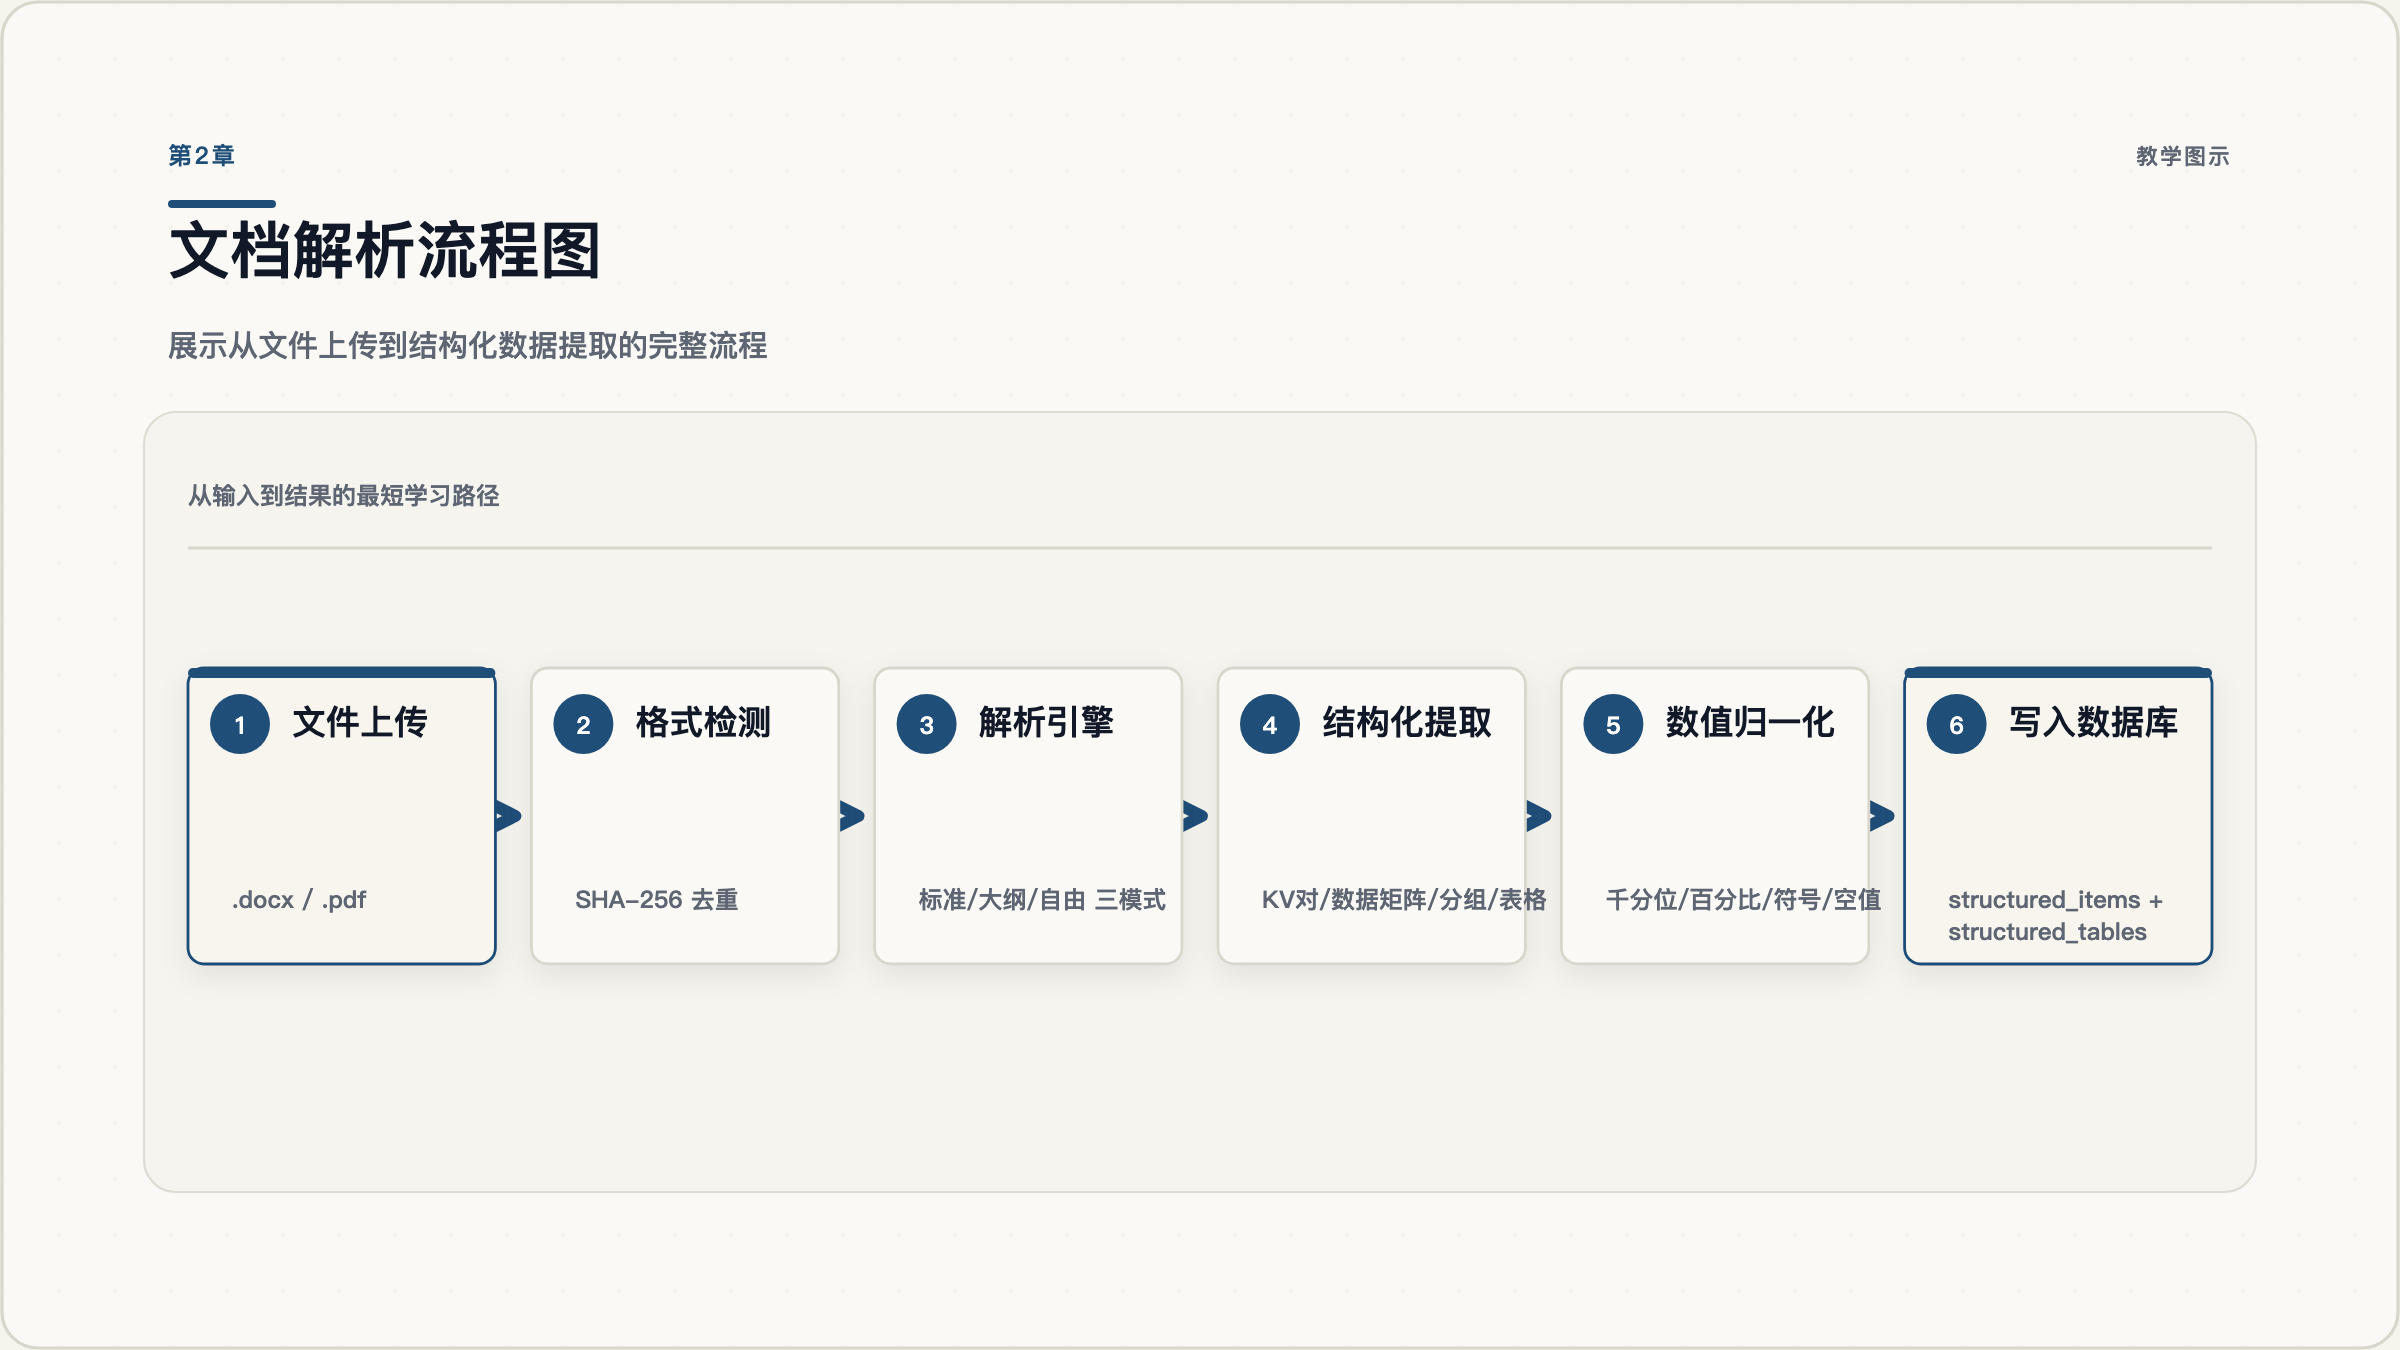 第2章
教学图示
文档解析流程图
展示从文件上传到结构化数据提取的完整流程
从输入到结果的最短学习路径
1 文件上传
.docx / .pdf
2 格式检测
SHA-256 去重
3 解析引擎
标准/大纲/自由 三模式
4 结构化提取
KV对/数据矩阵/分组/表格
5 数值归一化
千分位/百分比/符号/空值
6 写入数据库
structured_items +
structured_tables